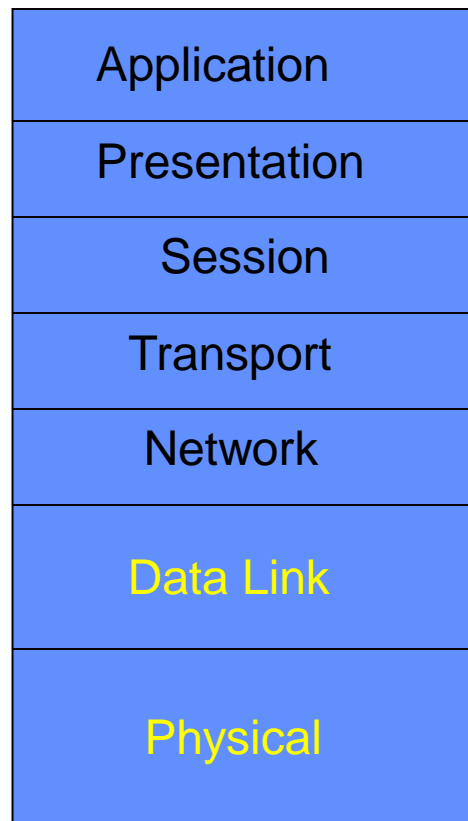 Application
Presentation
Session
Transport
Network
Data Link
Physical